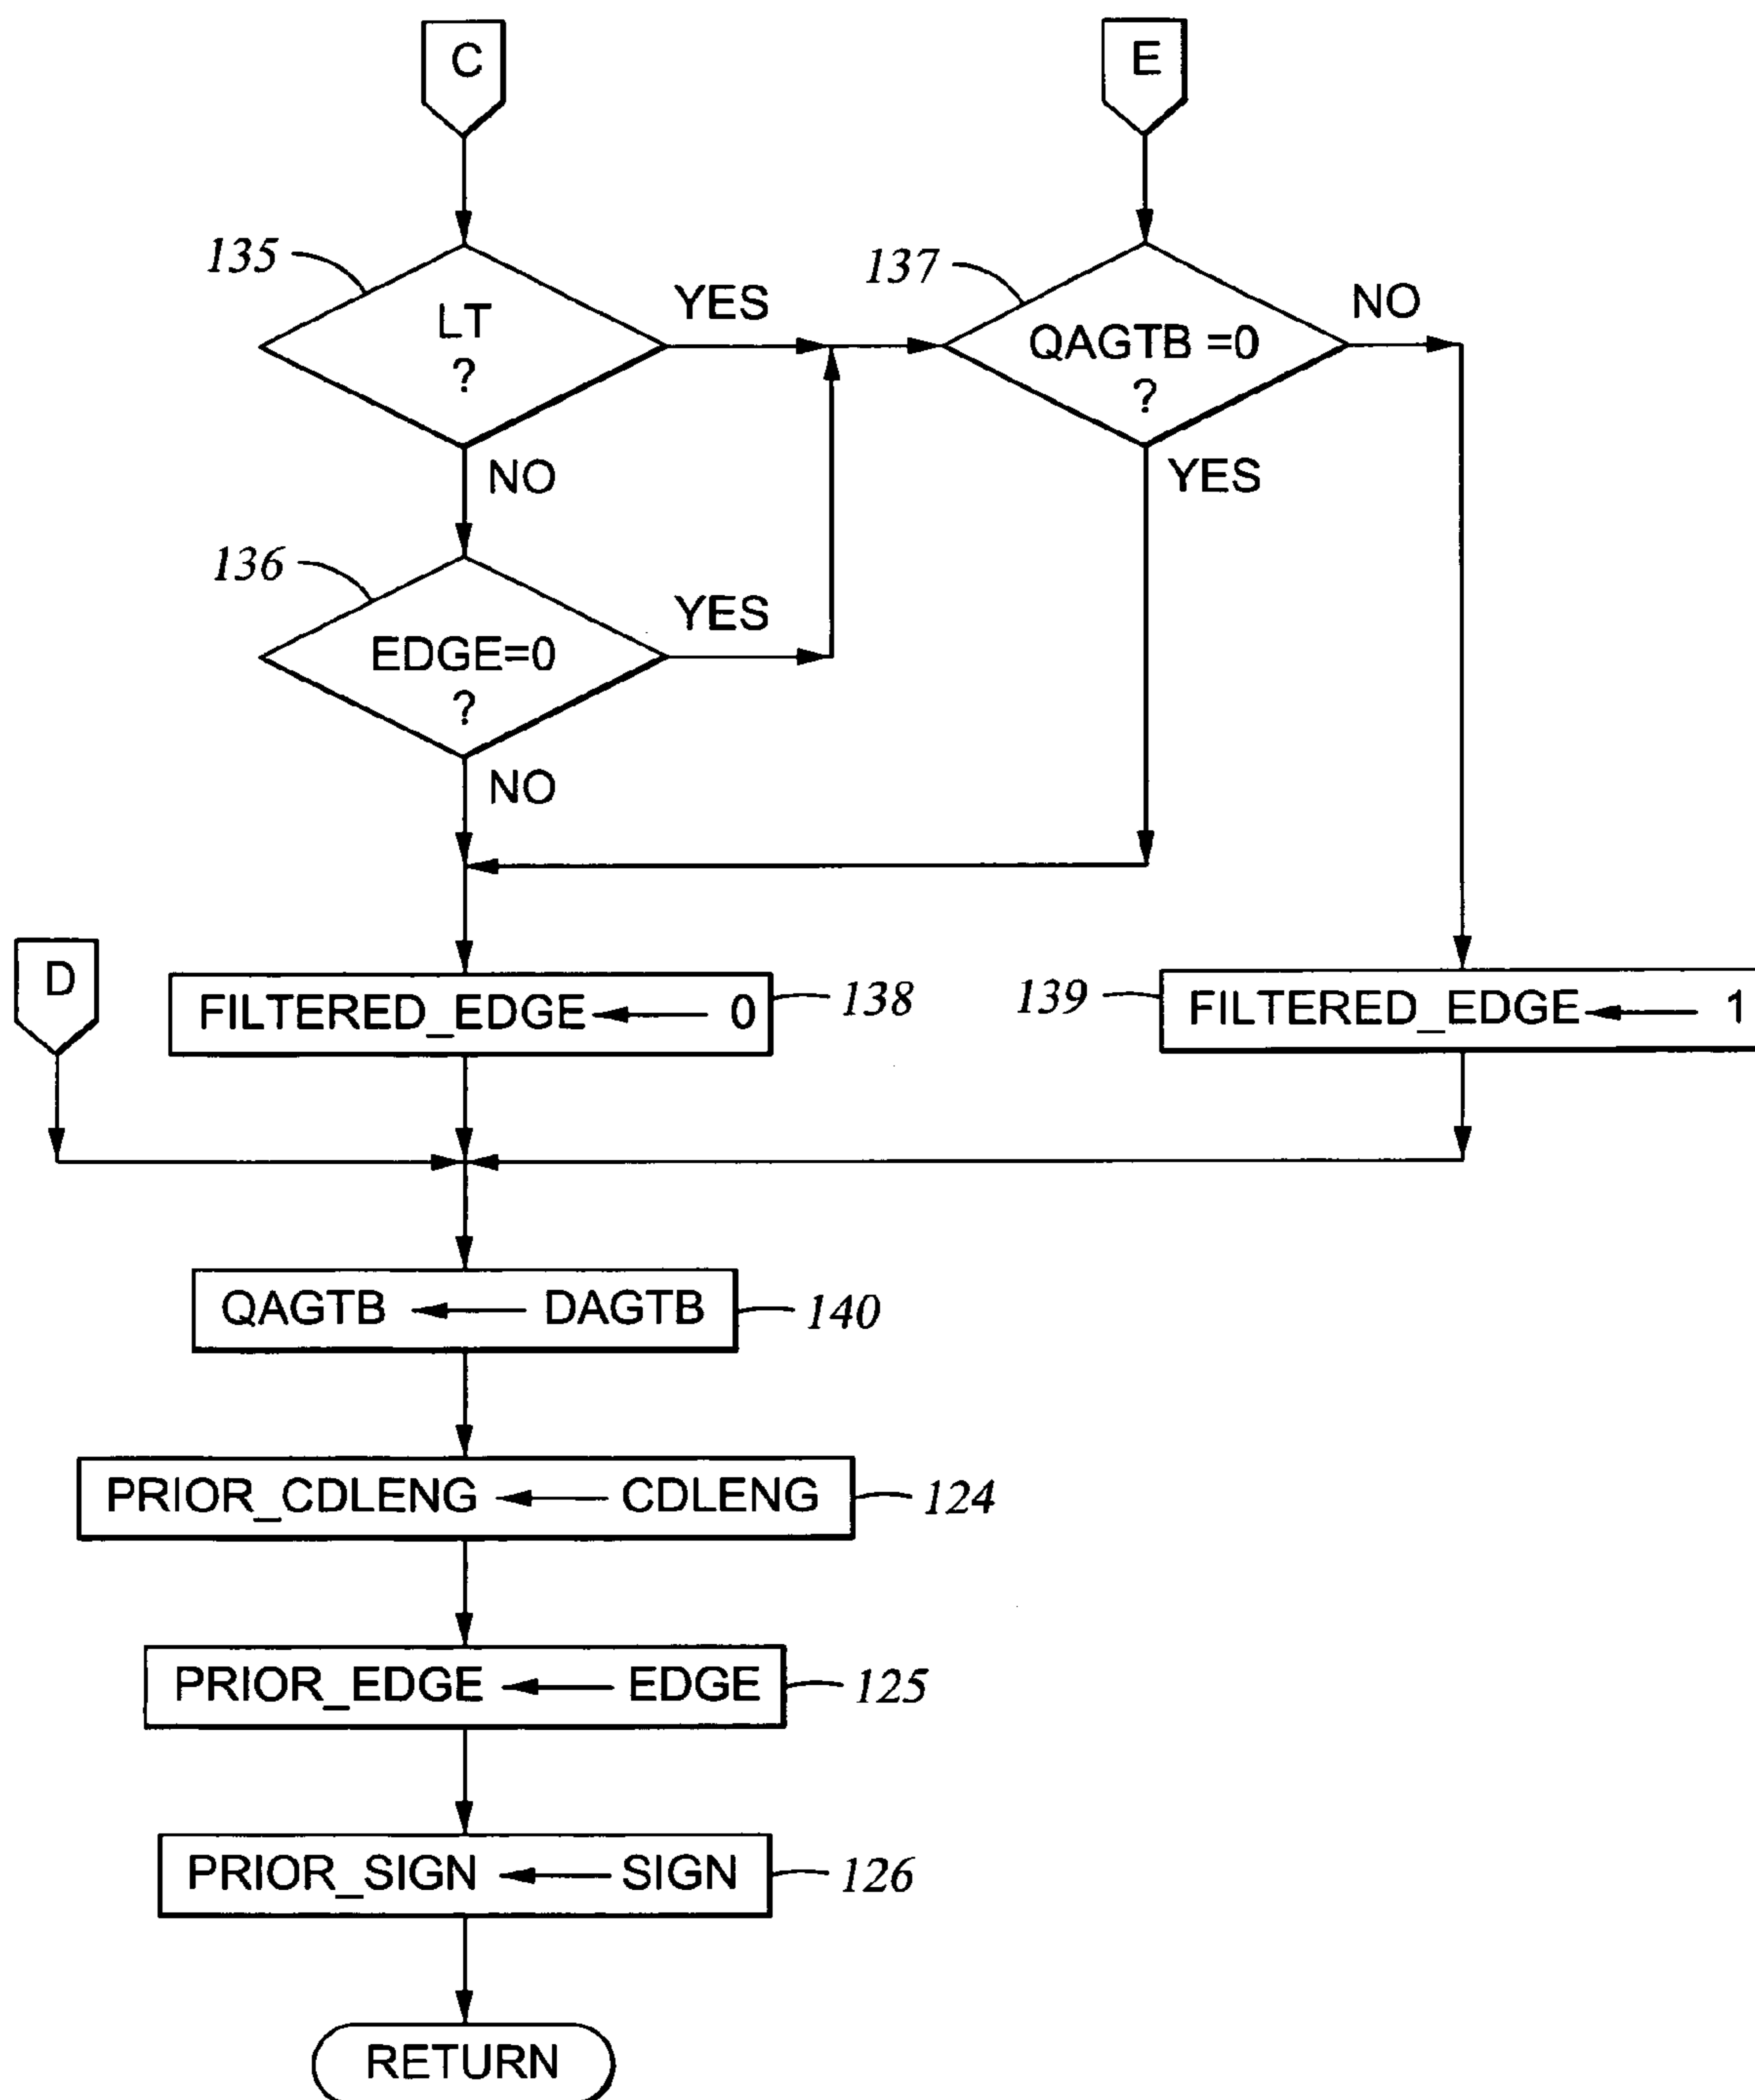 C
E
135
LT
?
YES
137
QAGTB =0
?
NO
NO
YES
136
EDGE=0
?
YES
NO
D
FILTERED_EDGE ← 0
138
139
FILTERED_EDGE ← 1
QAGTB ← DAGTB
140
PRIOR_CDLENG ← CDLENG
124
PRIOR_EDGE ← EDGE
125
PRIOR_SIGN ← SIGN
126
RETURN